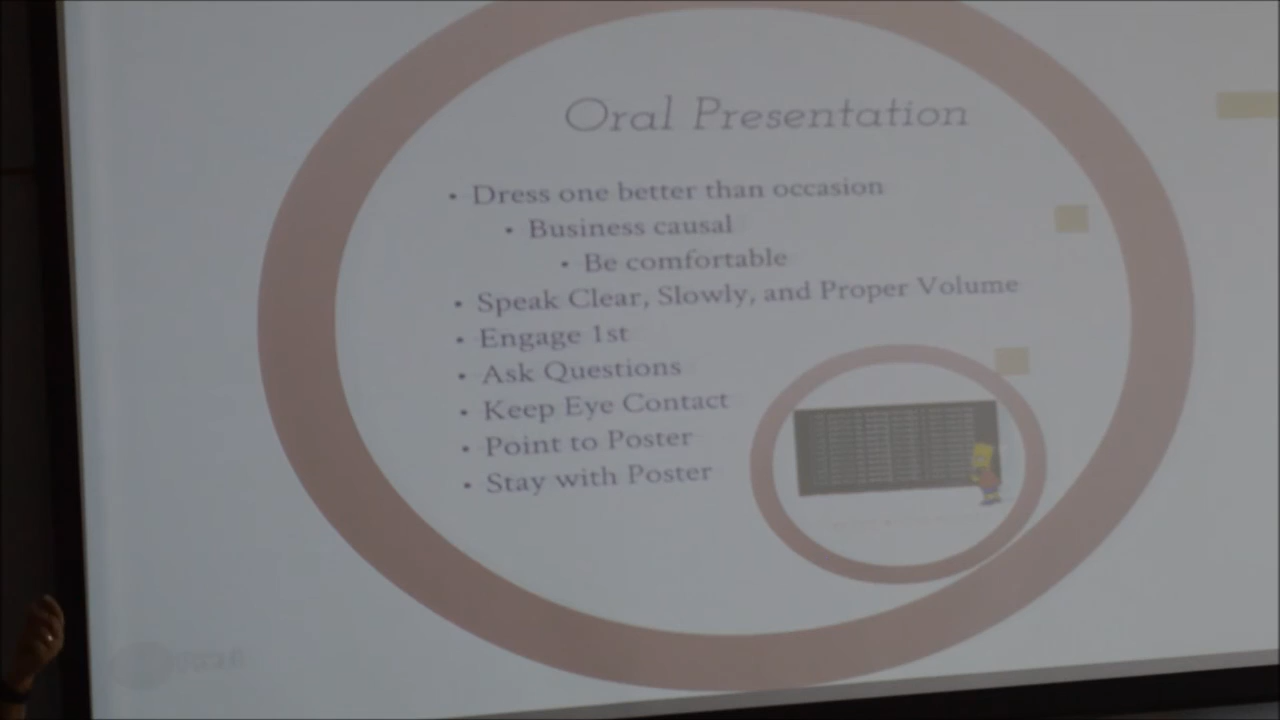 Oral Presentation
• Dress one better than occasion
• Business causal
• Be comfortable
• Speak Clear, Slowly, and Proper Volume
• Engage 1st
• Ask Questions
• Keep Eye Contact
• Point to Poster
• Stay with Poster